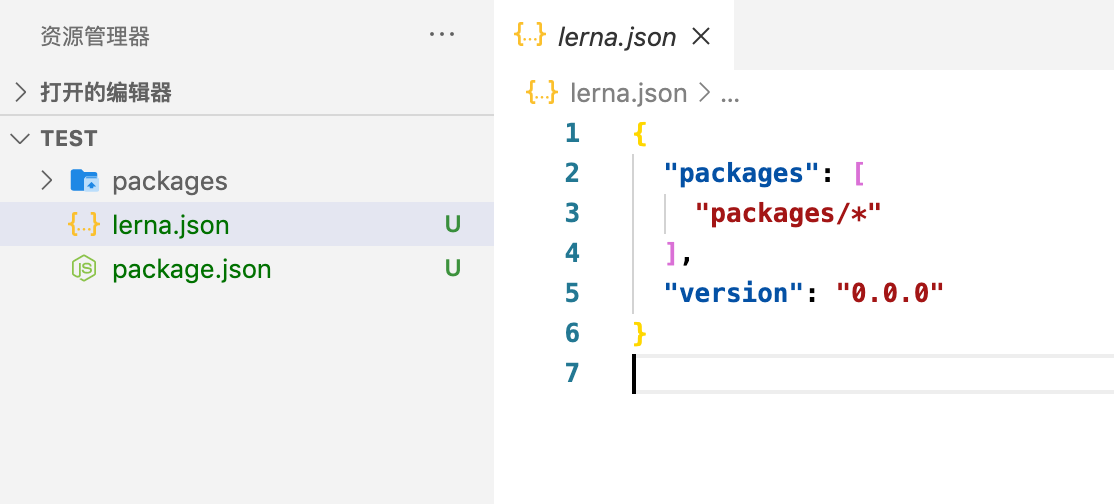 资源管理器 ...
打开的编辑器
TEST
packages
lerna.json U
package.json U
{..} lerna.json ×
{..} lerna.json > ...
1 {
2   "packages": [
3     "packages/*"
4   ],
5   "version": "0.0.0"
6 }
7